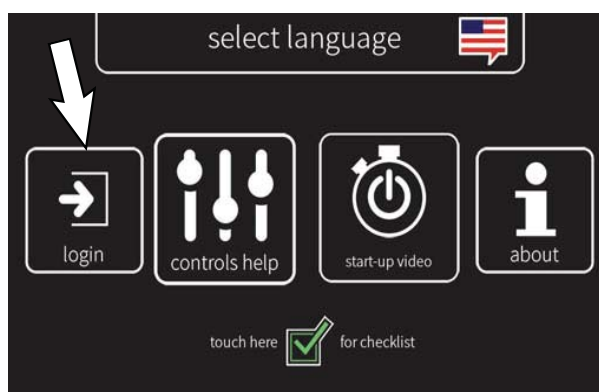 select language
login
controls help
start-up video
about
touch here for checklist